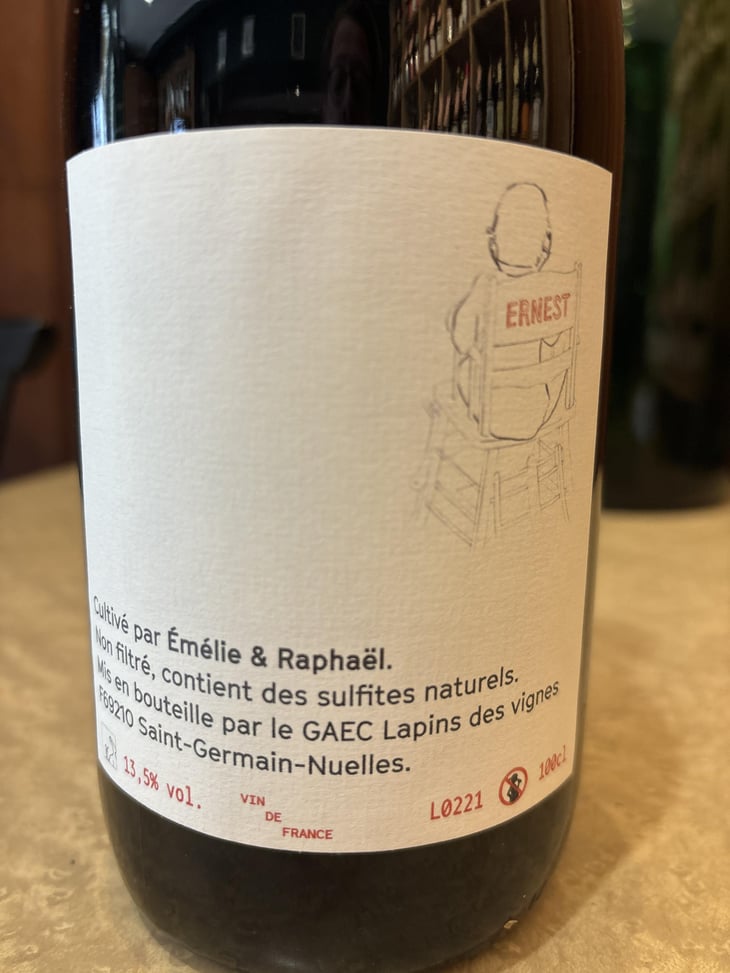 ERNEST
Cultivé par Émélie & Raphaël.
Non filtré, contient des sulfites naturels.
Mis en bouteille par le GAEC Lapins des vignes
F69210 Saint-Germain-Nuelles.
13,5% vol.
VIN
DE
FRANCE
L0221
100cl